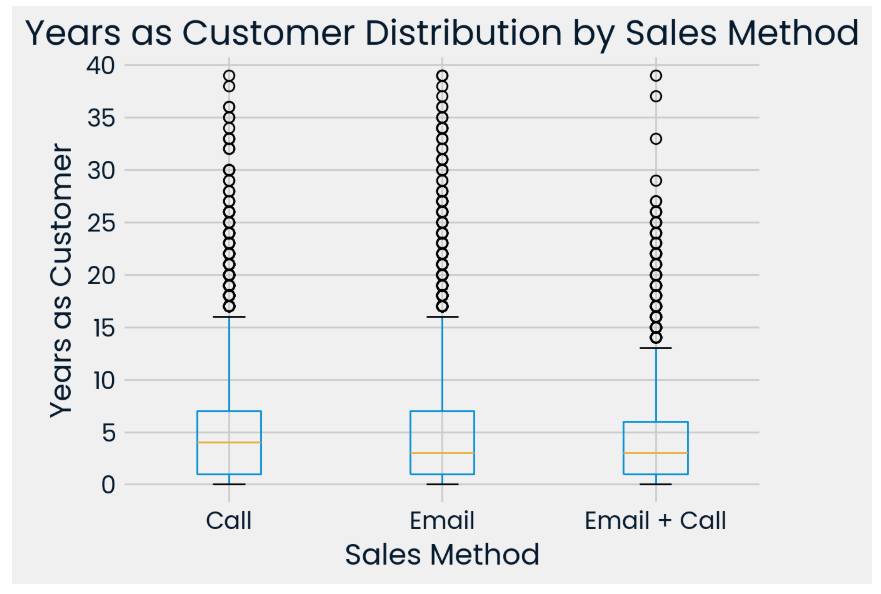 Years as Customer Distribution by Sales Method
Years as Customer
40
35
30
25
20
15
10
5
0
Call
Email
Email + Call
Sales Method